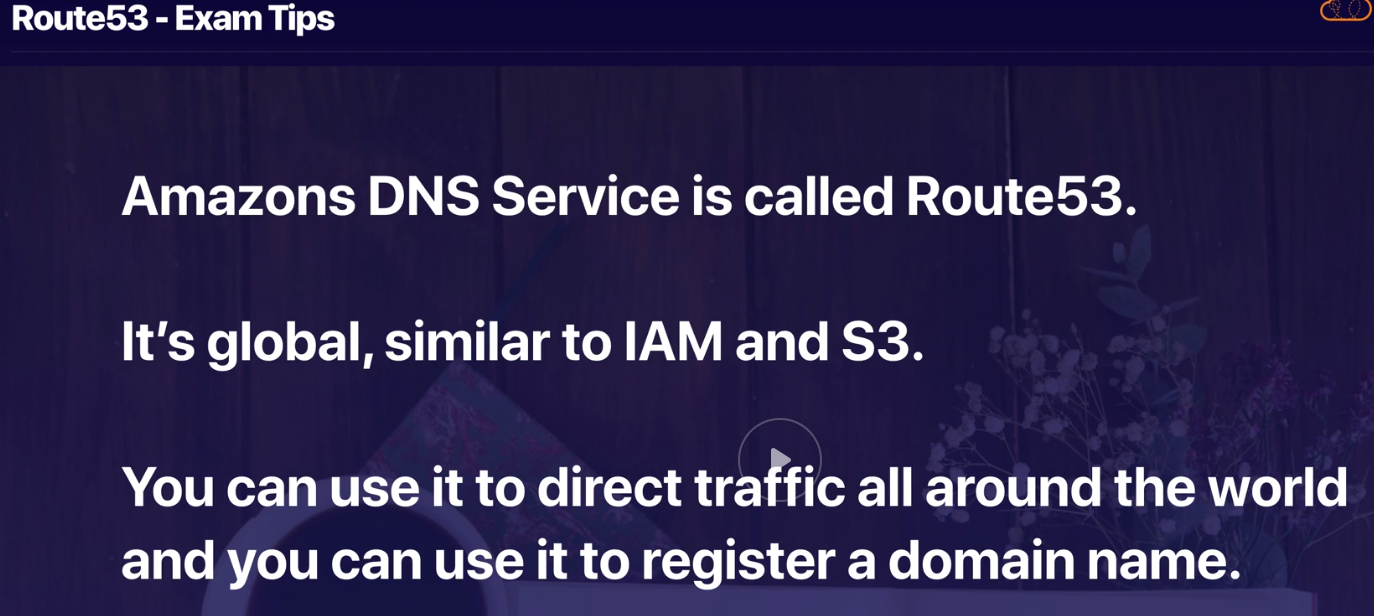 Route53 - Exam Tips
Amazons DNS Service is called Route53.
It’s global, similar to IAM and S3.
You can use it to direct traffic all around the world
and you can use it to register a domain name.